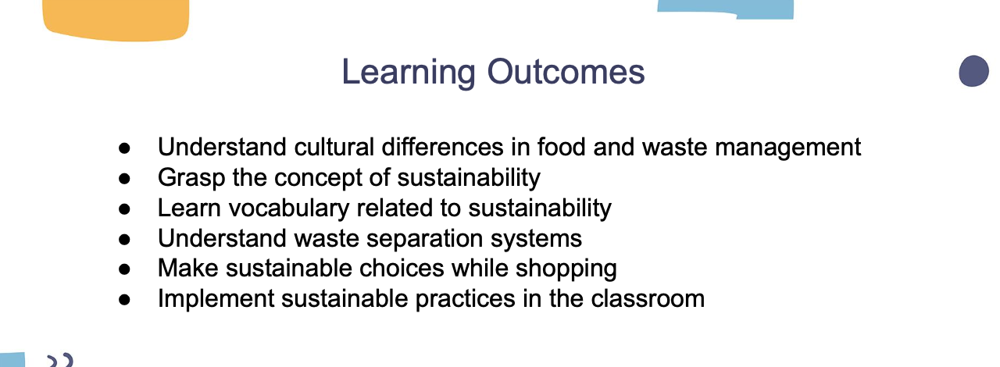 Learning Outcomes
● Understand cultural differences in food and waste management
● Grasp the concept of sustainability
● Learn vocabulary related to sustainability
● Understand waste separation systems
● Make sustainable choices while shopping
● Implement sustainable practices in the classroom